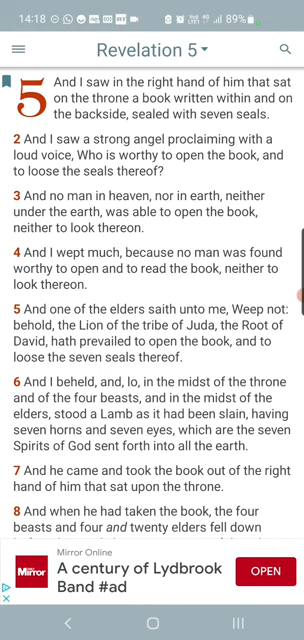 14:18
89%
Revelation 5
5 And I saw in the right hand of him that sat
on the throne a book written within and on
the backside, sealed with seven seals.
2 And I saw a strong angel proclaiming with a
loud voice, Who is worthy to open the book, and
to loose the seals thereof?
3 And no man in heaven, nor in earth, neither
under the earth, was able to open the book,
neither to look thereon.
4 And I wept much, because no man was found
worthy to open and to read the book, neither to
look thereon.
5 And one of the elders saith unto me, Weep not:
behold, the Lion of the tribe of Juda, the Root of
David, hath prevailed to open the book, and to
loose the seven seals thereof.
6 And I beheld, and, lo, in the midst of the throne
and of the four beasts, and in the midst of the
elders, stood a Lamb as it had been slain, having
seven horns and seven eyes, which are the seven
Spirits of God sent forth into all the earth.
7 And he came and took the book out of the right
hand of him that sat upon the throne.
8 And when he had taken the book, the four
beasts and four and twenty elders fell down
Mirror Online
Mirror
A century of Lydbrook
Band #ad
OPEN